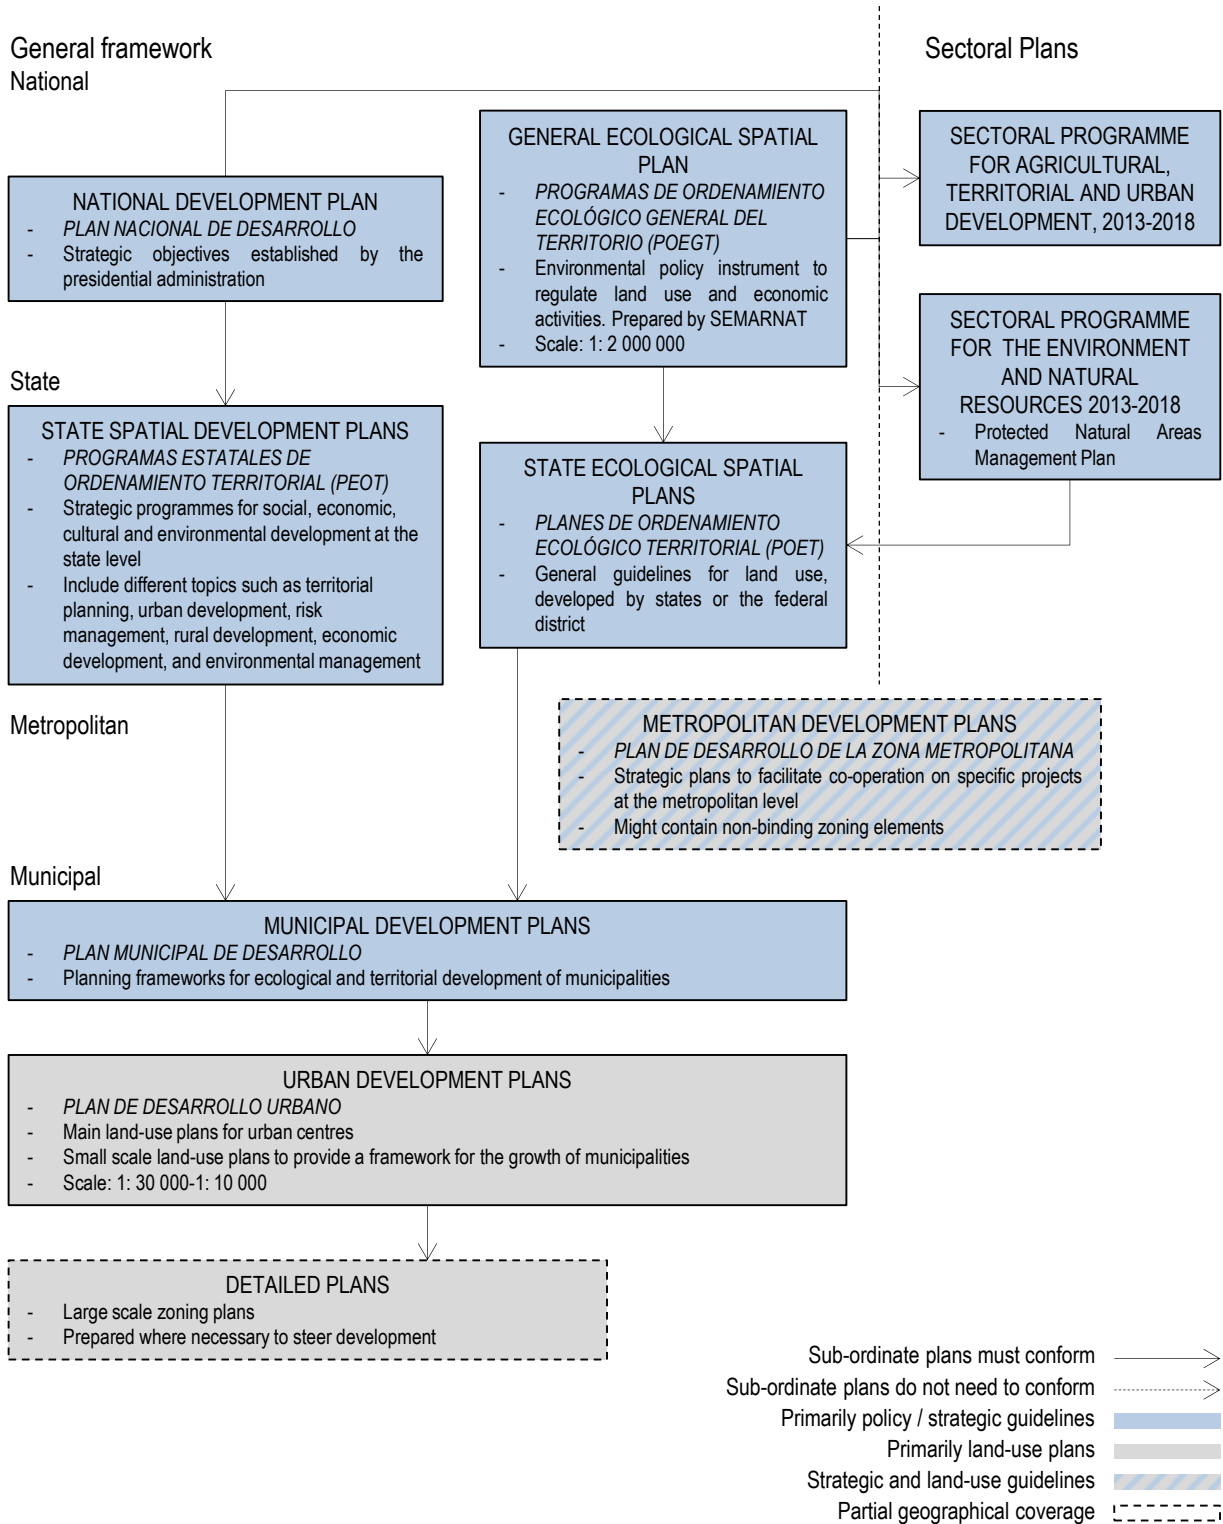 General framework
National
Sectoral Plans
NATIONAL DEVELOPMENT PLAN
- PLAN NACIONAL DE DESARROLLO
- Strategic objectives established by the
presidential administration
GENERAL ECOLOGICAL SPATIAL
PLAN
- PROGRAMAS DE ORDENAMIENTO
ECOLÓGICO GENERAL DEL
TERRITORIO (POEGT)
- Environmental policy instrument to
regulate land use and economic
activities. Prepared by SEMARNAT
- Scale: 1: 2 000 000
SECTORAL PROGRAMME
FOR AGRICULTURAL,
TERRITORIAL AND URBAN
DEVELOPMENT, 2013-2018
SECTORAL PROGRAMME
FOR THE ENVIRONMENT
AND NATURAL
RESOURCES 2013-2018
- Protected Natural Areas
Management Plan
State
STATE SPATIAL DEVELOPMENT PLANS
- PROGRAMAS ESTATALES DE
ORDENAMIENTO TERRITORIAL (PEOT)
- Strategic programmes for social, economic,
cultural and environmental development at the
state level
- Include different topics such as territorial
planning, urban development, risk
management, rural development, economic
development, and environmental management
STATE ECOLOGICAL SPATIAL
PLANS
- PLANES DE ORDENAMIENTO
ECOLÓGICO TERRITORIAL (POET)
- General guidelines for land use,
developed by states or the federal
district
Metropolitan
METROPOLITAN DEVELOPMENT PLANS
- PLAN DE DESARROLLO DE LA ZONA METROPOLITANA
- Strategic plans to facilitate co-operation on specific projects
at the metropolitan level
- Might contain non-binding zoning elements
Municipal
MUNICIPAL DEVELOPMENT PLANS
- PLAN MUNICIPAL DE DESARROLLO
- Planning frameworks for ecological and territorial development of municipalities
URBAN DEVELOPMENT PLANS
- PLAN DE DESARROLLO URBANO
- Main land-use plans for urban centres
- Small scale land-use plans to provide a framework for the growth of municipalities
- Scale: 1: 30 000-1: 10 000
DETAILED PLANS
- Large scale zoning plans
- Prepared where necessary to steer development
Sub-ordinate plans must conform
Sub-ordinate plans do not need to conform
Primarily policy / strategic guidelines
Primarily land-use plans
Strategic and land-use guidelines
Partial geographical coverage